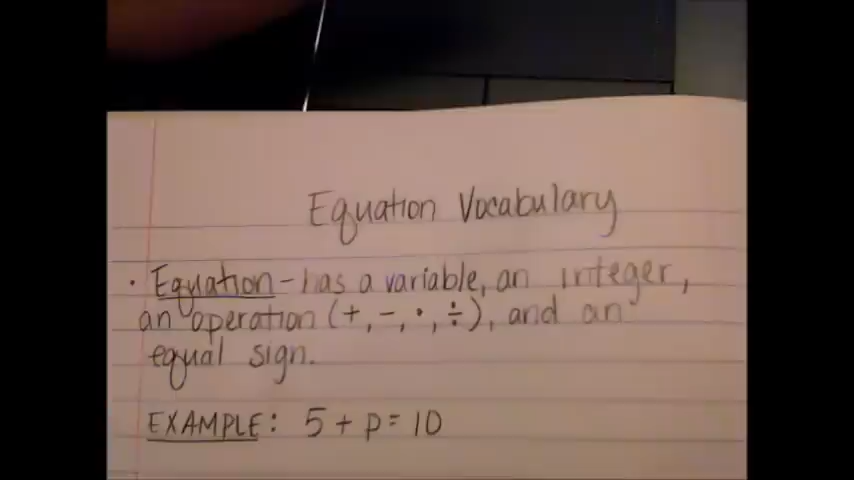 Equation Vocabulary
· Equation - has a variable, an integer,
an operation (+, -, ·, ÷), and an
equal sign.
EXAMPLE: 5 + p = 10